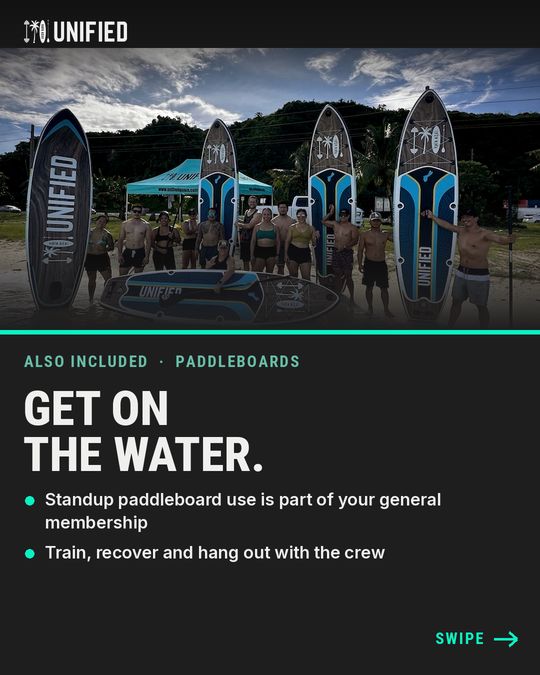 UNIFIED
UNIFIED
UNIFIED
UNIFIED
UNIFIED
ALSO INCLUDED · PADDLEBOARDS
GET ON
THE WATER.
Standup paddleboard use is part of your general
membership
Train, recover and hang out with the crew
SWIPE →